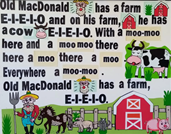 Old MacDonald has a farm
E-I-E-I-O, and on his farm, he has
a cow E-I-E-I-O. With a moo-moo
here and a moo moo there
here a moo there a moo
Everywhere a moo-moo.
Old MacDonald has a farm,
E-I-E-I-O.